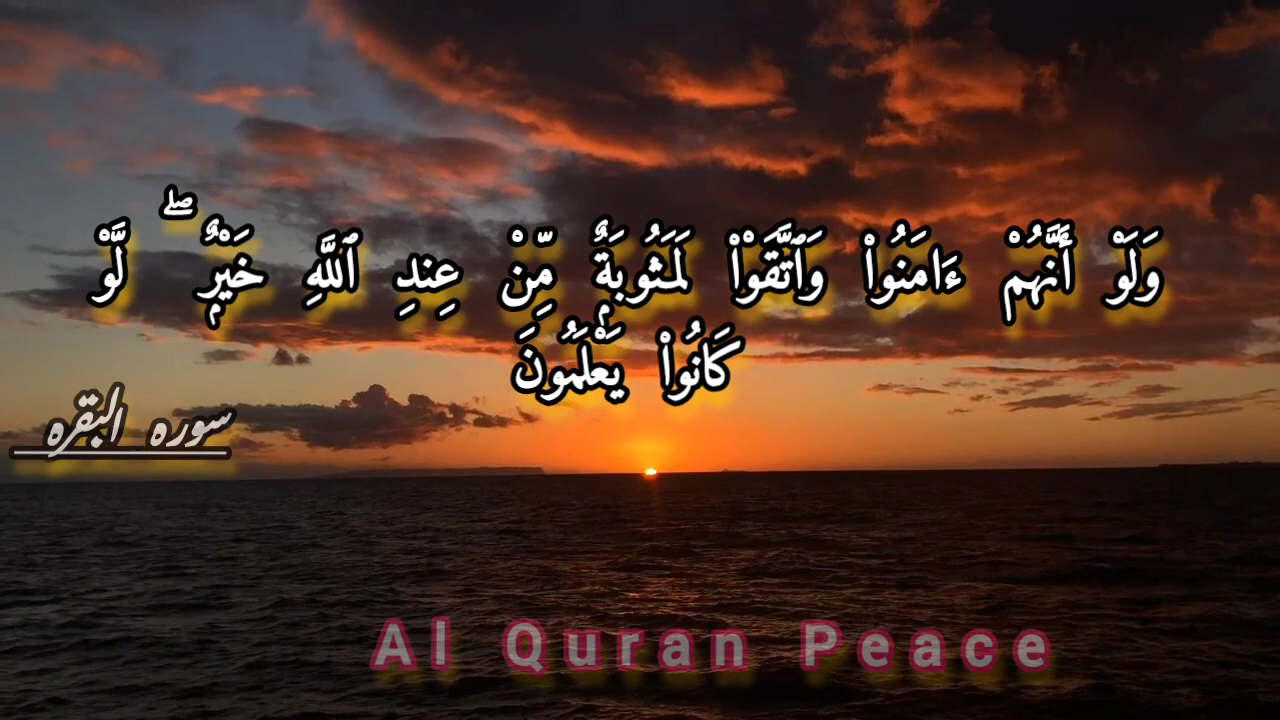 وَلَوْ أَنَّهُمْ ءَامَنُوا۟ وَٱتَّقَوْا۟ لَمَثُوبَةٌۭ مِّنْ عِندِ ٱللَّهِ خَيْرٌۭ ۖ لَّوْ
كَانُوا۟ يَعْلَمُونَ
سوره البقره
Al Quran Peace